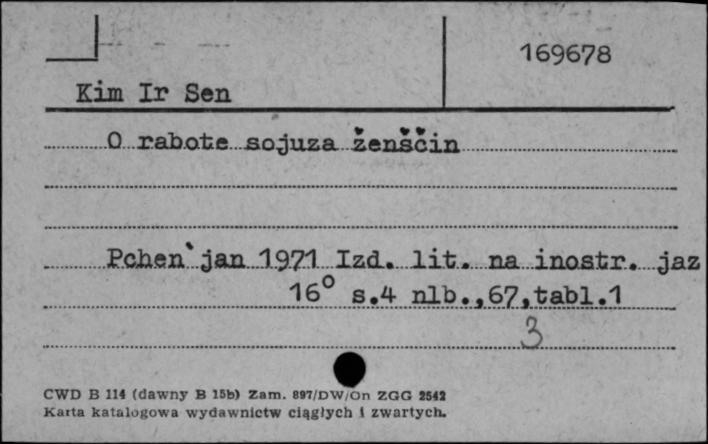 169678
Kim Ir Sen
O rabote sojuza ženščin
Pchen`jan 1971 Izd. lit. na inostr. jaz
16° s.4 nlb.,67,tabl.1
3
CWD B 114 (dawny B 15b) Zam. 897/DW/On ZGG 2542
Karta katalogowa wydawnictw ciągłych i zwartych.